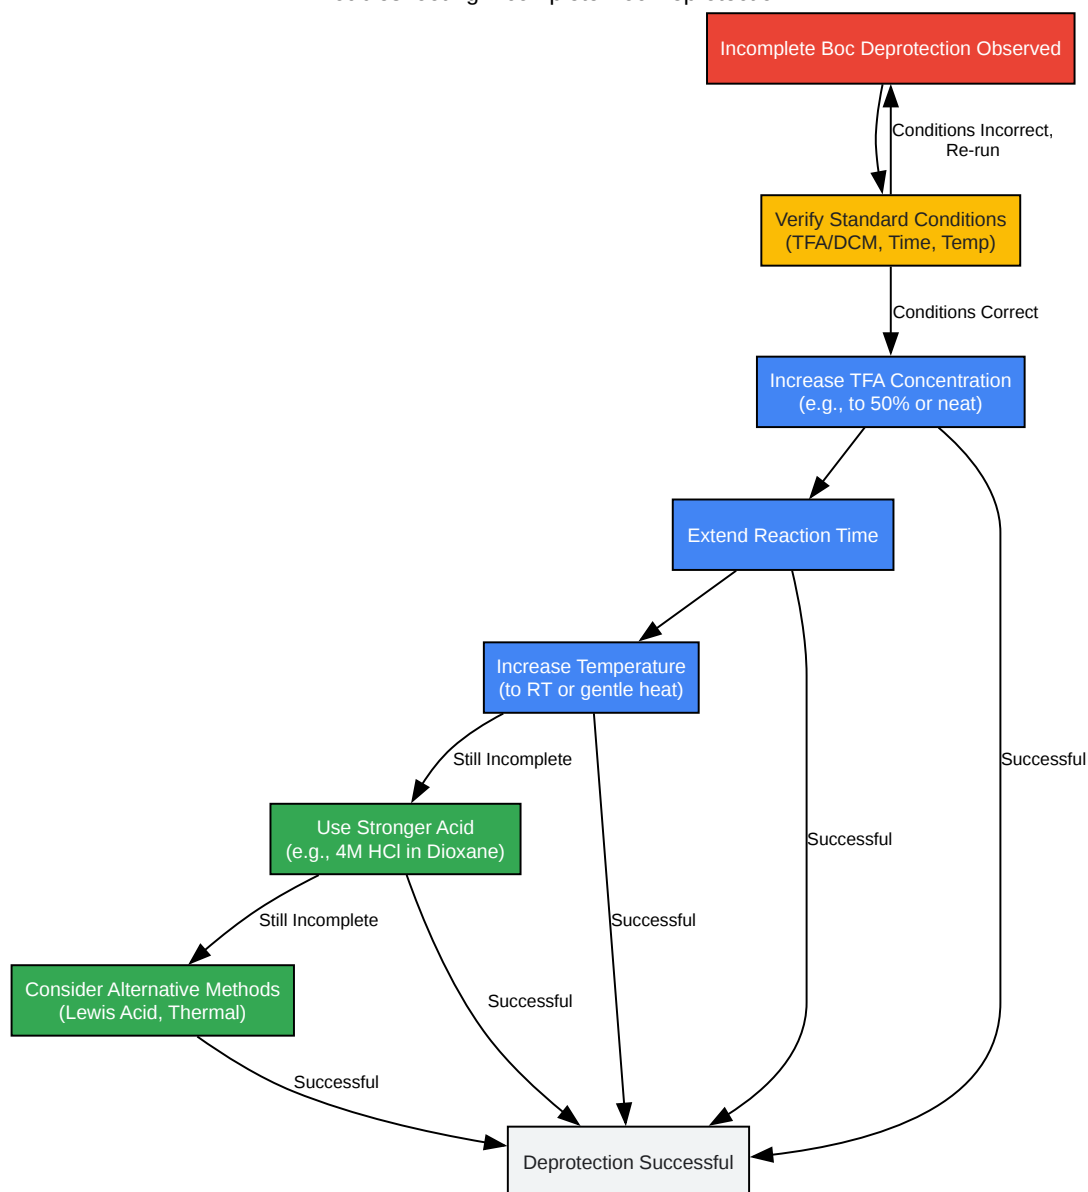 Incomplete Boc Deprotection Observed
Conditions Incorrect,
Re-run
Verify Standard Conditions
(TFA/DCM, Time, Temp)
Conditions Correct
Increase TFA Concentration
(e.g., to 50% or neat)
Extend Reaction Time
Increase Temperature
(to RT or gentle heat)
Still Incomplete
Successful
Use Stronger Acid
(e.g., 4M HCl in Dioxane)
Successful
Still Incomplete
Successful
Consider Alternative Methods
(Lewis Acid, Thermal)
Successful
Successful
Deprotection Successful